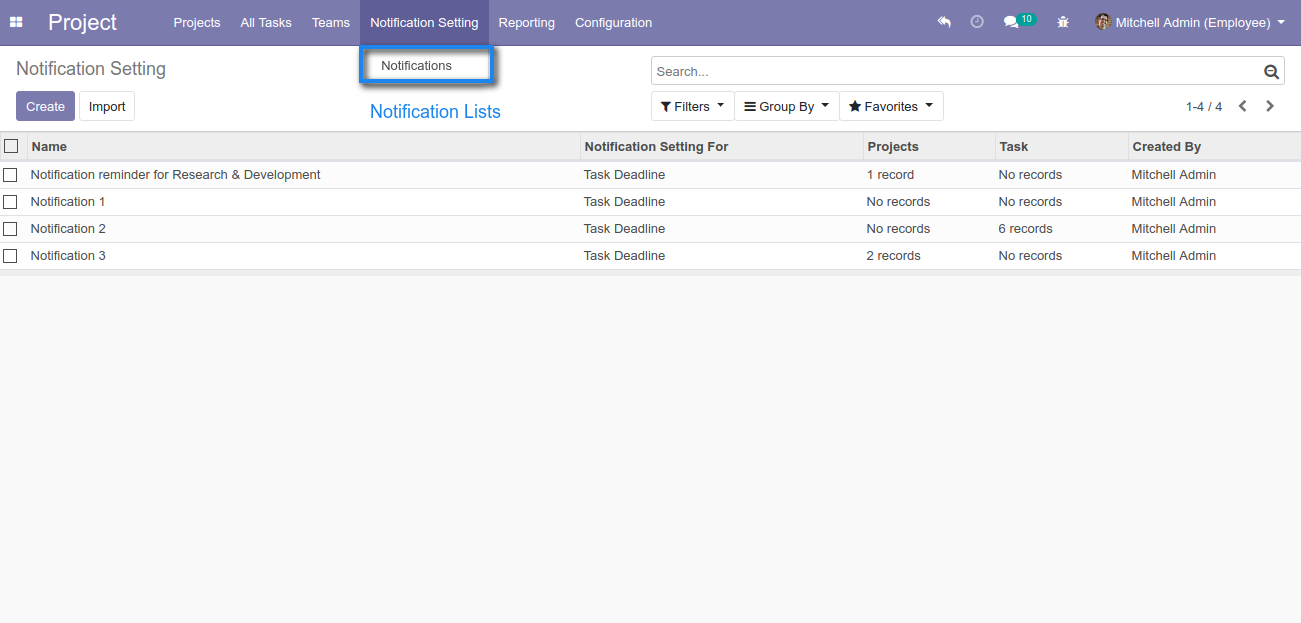 Project Projects All Tasks Teams Notification Setting Reporting Configuration 10 Mitchell Admin (Employee)
Notification Setting Notifications Search...
Create Import Notification Lists Filters Group By Favorites 1-4 / 4
Name Notification Setting For Projects Task Created By
Notification reminder for Research & Development Task Deadline 1 record No records Mitchell Admin
Notification 1 Task Deadline No records No records Mitchell Admin
Notification 2 Task Deadline No records 6 records Mitchell Admin
Notification 3 Task Deadline 2 records No records Mitchell Admin